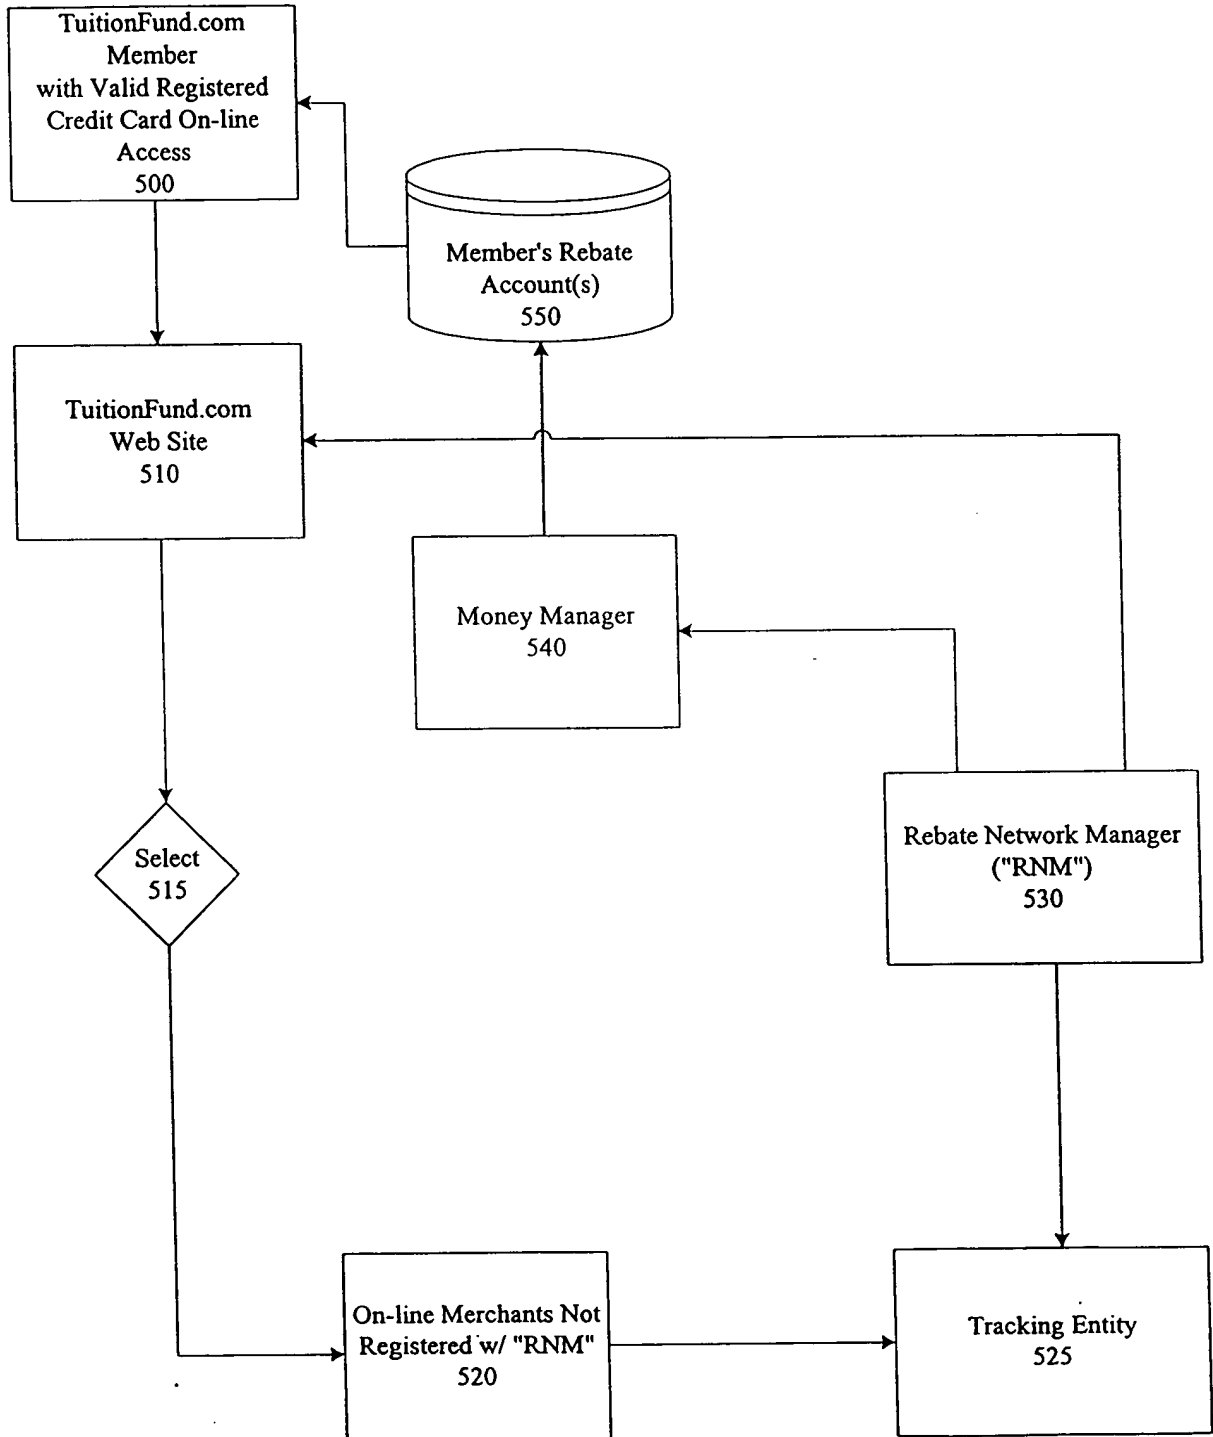 TuitionFund.com
Member
with Valid Registered
Credit Card On-line
Access
500
Member's Rebate
Account(s)
550
TuitionFund.com
Web Site
510
Money Manager
540
Select
515
Rebate Network Manager
("RNM")
530
On-line Merchants Not
Registered w/ "RNM"
520
Tracking Entity
525